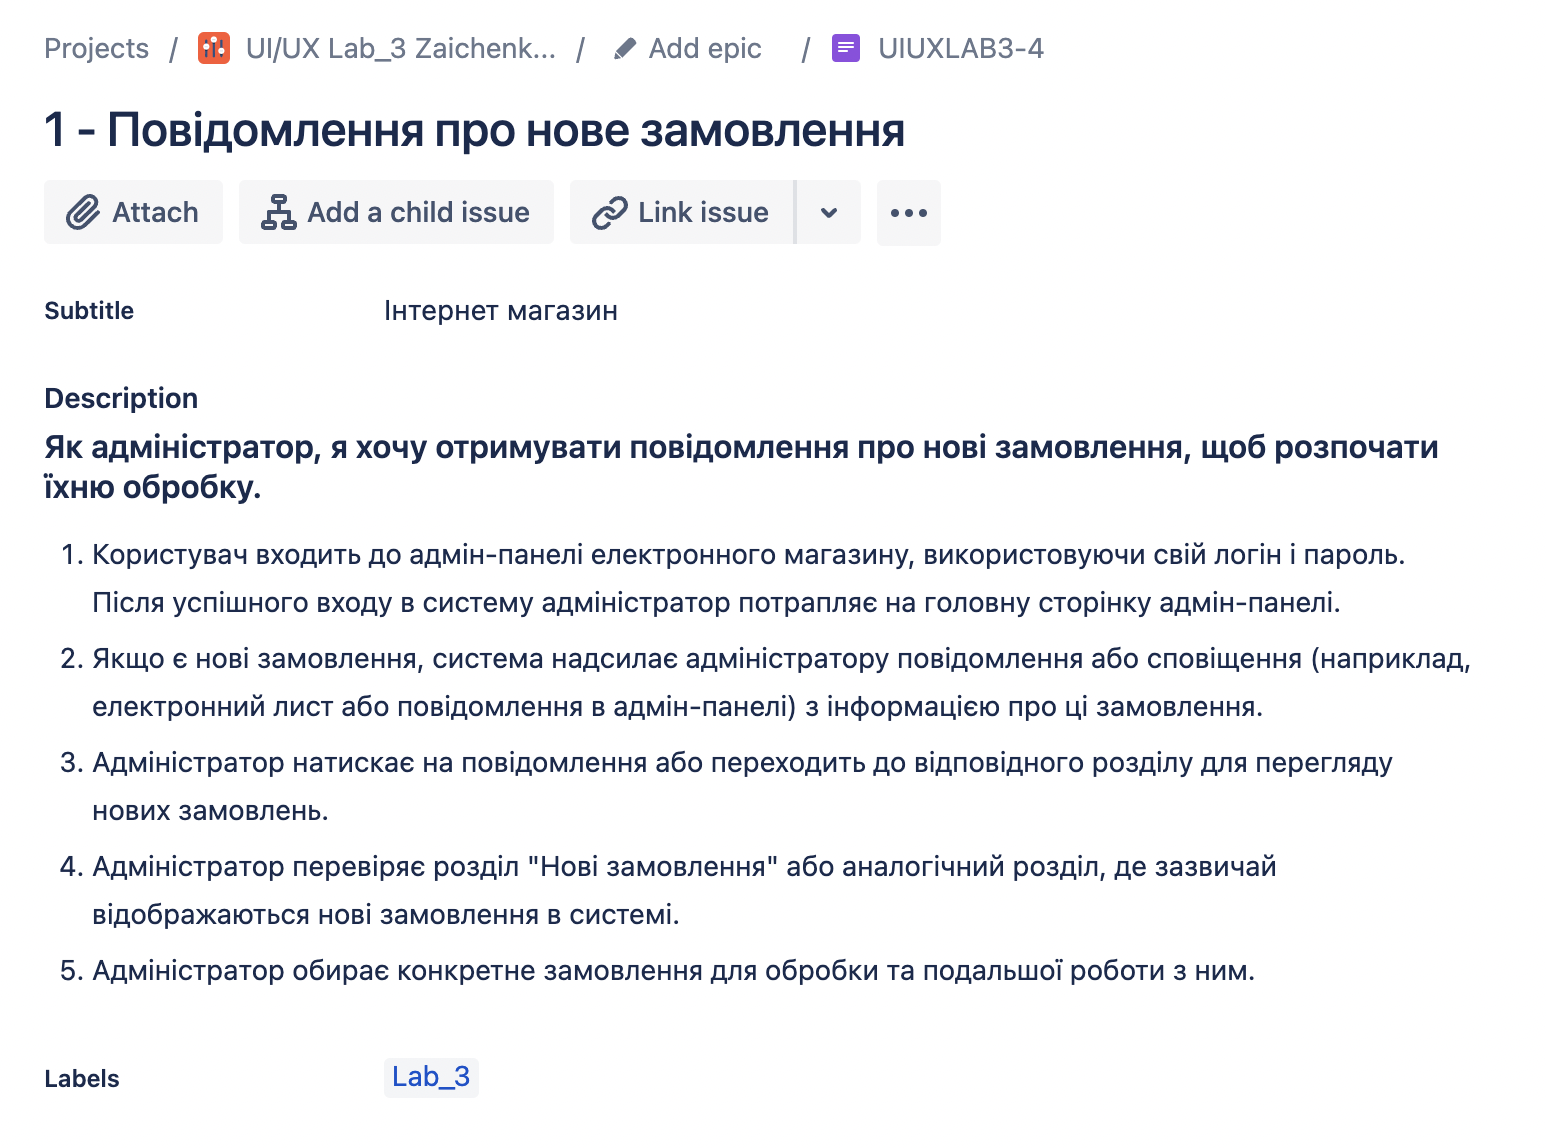 Projects / UI/UX Lab_3 Zaichenk... / Add epic / UIUXLAB3-4
1 - Повідомлення про нове замовлення
Attach Add a child issue Link issue
Subtitle Інтернет магазин
Description
Як адміністратор, я хочу отримувати повідомлення про нові замовлення, щоб розпочати
їхню обробку.
1. Користувач входить до адмін-панелі електронного магазину, використовуючи свій логін і пароль.
Після успішного входу в систему адміністратор потрапляє на головну сторінку адмін-панелі.
2. Якщо є нові замовлення, система надсилає адміністратору повідомлення або сповіщення (наприклад,
електронний лист або повідомлення в адмін-панелі) з інформацією про ці замовлення.
3. Адміністратор натискає на повідомлення або переходить до відповідного розділу для перегляду
нових замовлень.
4. Адміністратор перевіряє розділ "Нові замовлення" або аналогічний розділ, де зазвичай
відображаються нові замовлення в системі.
5. Адміністратор обирає конкретне замовлення для обробки та подальшої роботи з ним.
Labels Lab_3